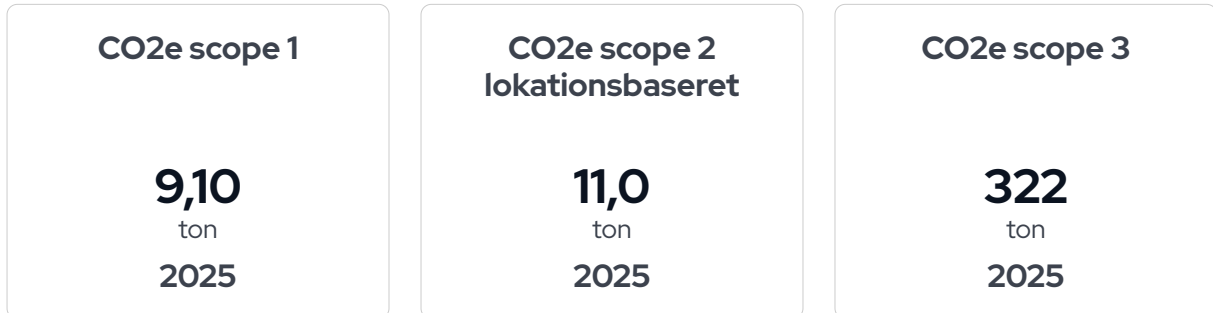 CO2e scope 1
9,10
ton
2025
CO2e scope 2
lokationsbaseret
11,0
ton
2025
CO2e scope 3
322
ton
2025